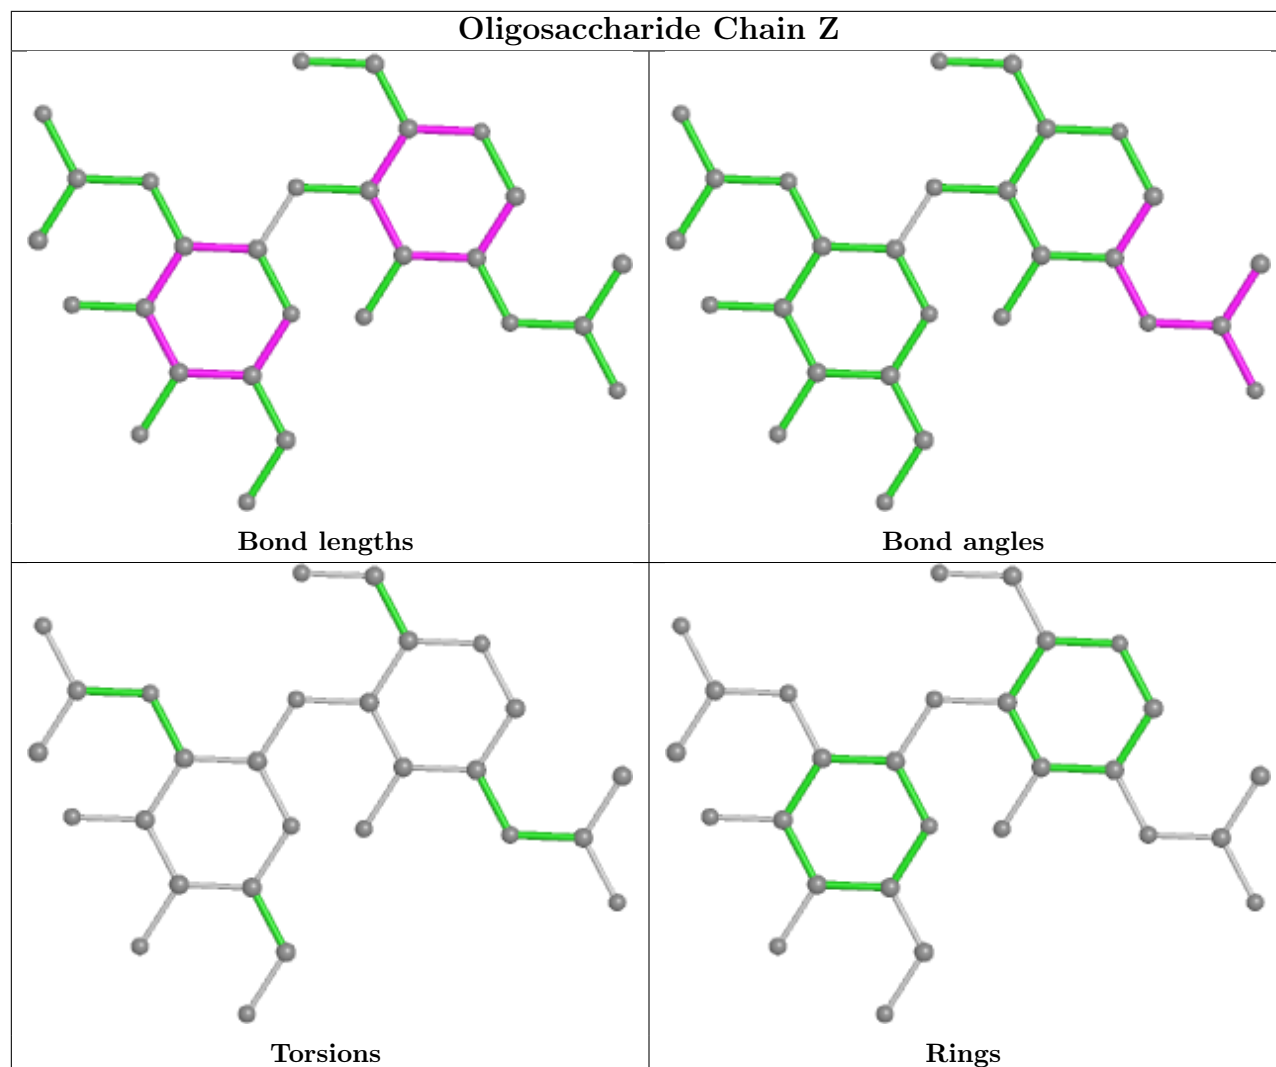 Oligosaccharide Chain Z
Bond lengths
Bond angles
Torsions
Rings